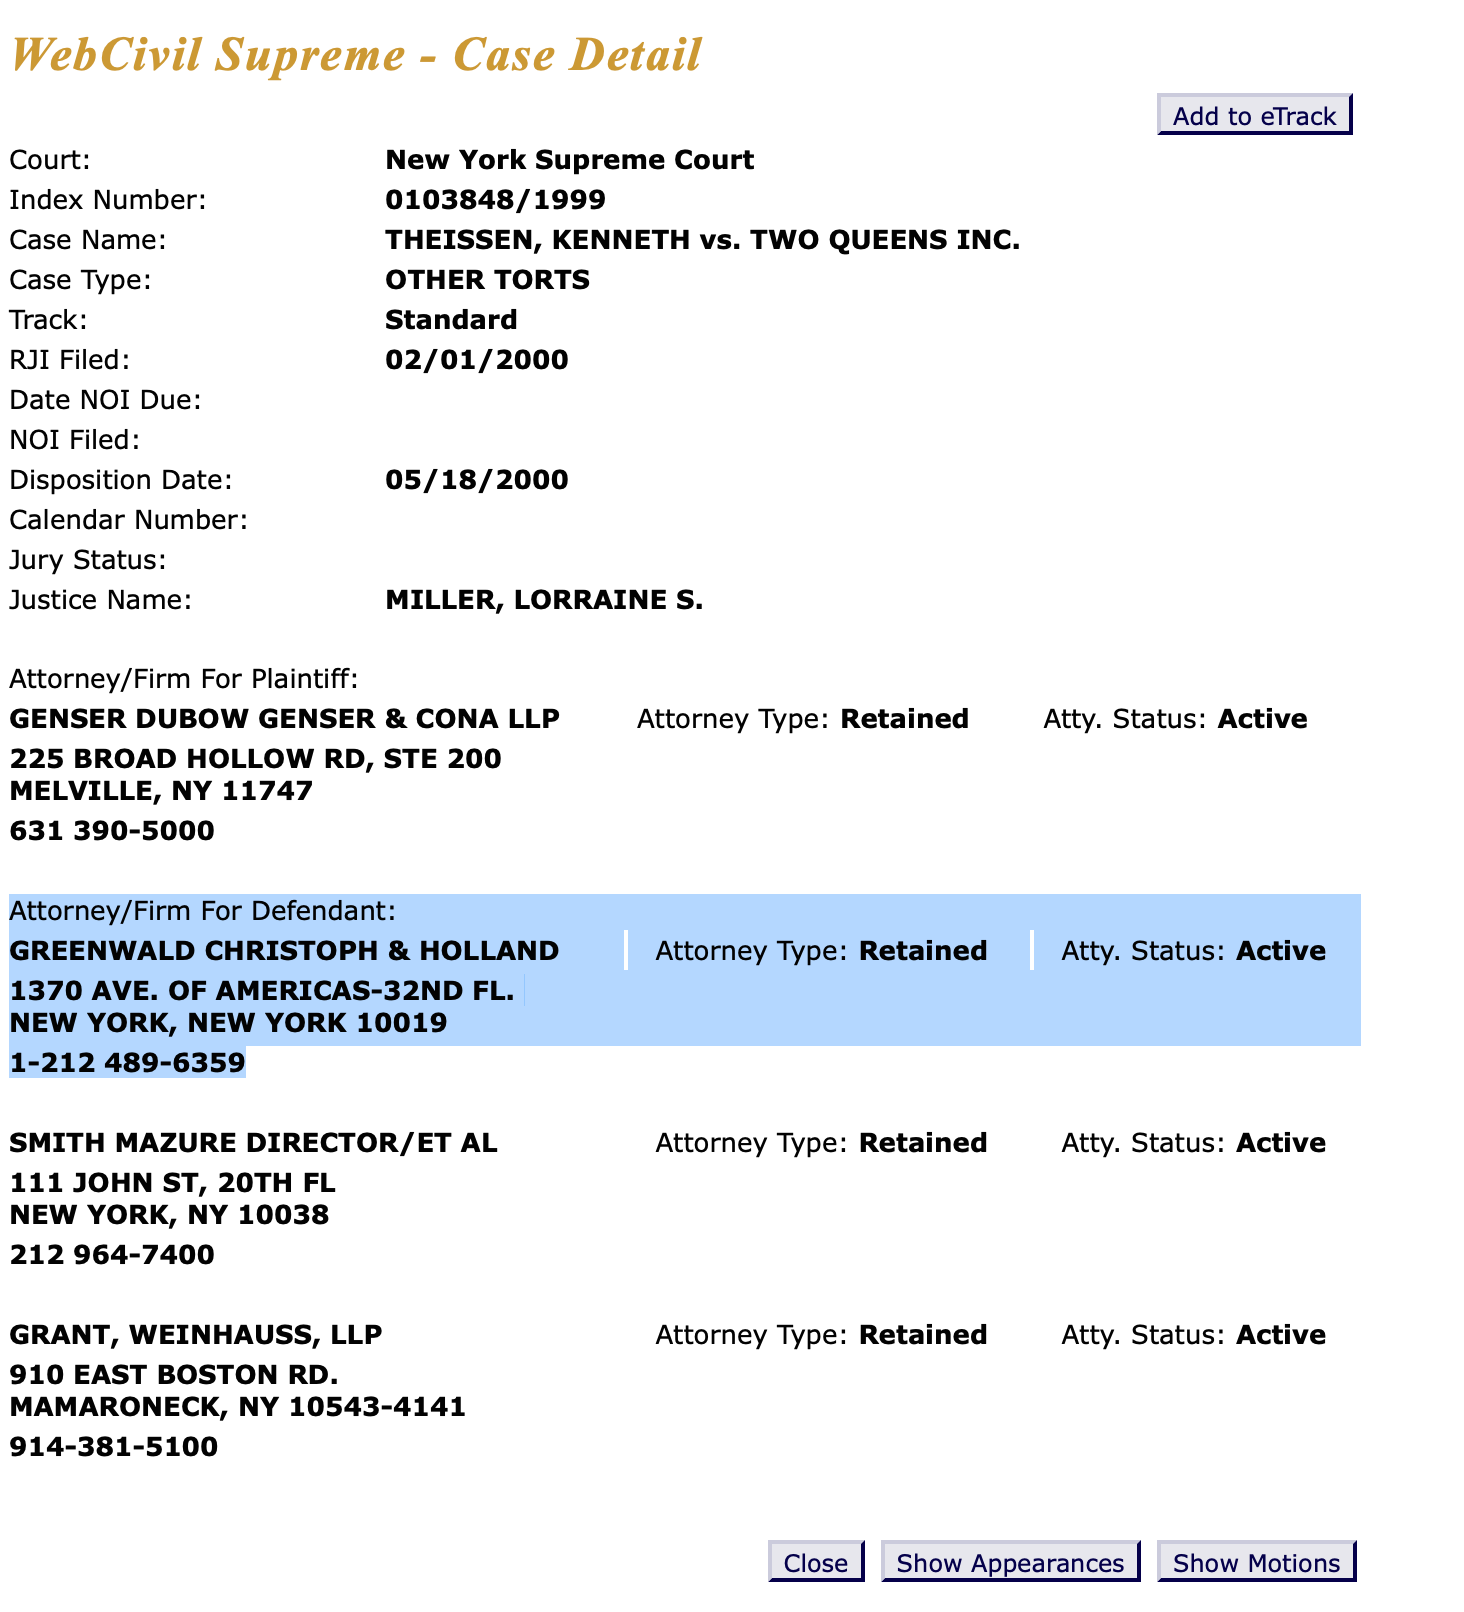 WebCivil Supreme - Case Detail
Add to eTrack
Court: New York Supreme Court
Index Number: 0103848/1999
Case Name: THEISSEN, KENNETH vs. TWO QUEENS INC.
Case Type: OTHER TORTS
Track: Standard
RJI Filed: 02/01/2000
Date NOI Due:
NOI Filed:
Disposition Date: 05/18/2000
Calendar Number:
Jury Status:
Justice Name: MILLER, LORRAINE S.
Attorney/Firm For Plaintiff:
GENSER DUBOW GENSER & CONA LLP Attorney Type: Retained Atty. Status: Active
225 BROAD HOLLOW RD, STE 200
MELVILLE, NY 11747
631 390-5000
Attorney/Firm For Defendant:
GREENWALD CHRISTOPH & HOLLAND Attorney Type: Retained Atty. Status: Active
1370 AVE. OF AMERICAS-32ND FL.
NEW YORK, NEW YORK 10019
1-212 489-6359
SMITH MAZURE DIRECTOR/ET AL Attorney Type: Retained Atty. Status: Active
111 JOHN ST, 20TH FL
NEW YORK, NY 10038
212 964-7400
GRANT, WEINHAUSS, LLP Attorney Type: Retained Atty. Status: Active
910 EAST BOSTON RD.
MAMARONECK, NY 10543-4141
914-381-5100
Close Show Appearances Show Motions